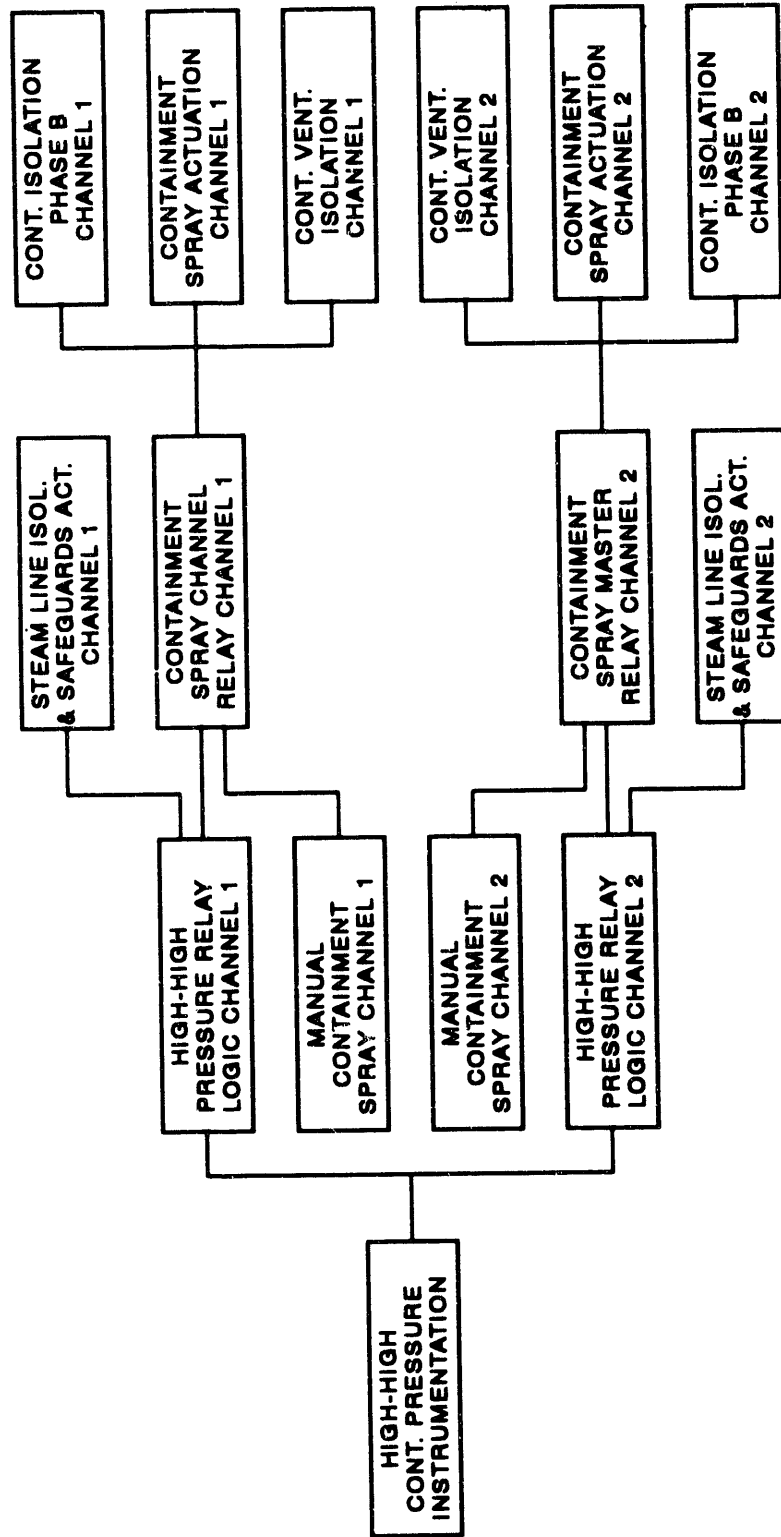 HIGH-HIGH
CONT. PRESSURE
INSTRUMENTATION
HIGH-HIGH
PRESSURE RELAY
LOGIC CHANNEL 1
MANUAL
CONTAINMENT
SPRAY CHANNEL 1
MANUAL
CONTAINMENT
SPRAY CHANNEL 2
HIGH-HIGH
PRESSURE RELAY
LOGIC CHANNEL 2
STEAM LINE ISOL.
& SAFEGUARDS ACT.
CHANNEL 1
CONTAINMENT
SPRAY CHANNEL
RELAY CHANNEL 1
CONTAINMENT
SPRAY MASTER
RELAY CHANNEL 2
STEAM LINE ISOL.
& SAFEGUARDS ACT.
CHANNEL 2
CONT. ISOLATION
PHASE B
CHANNEL 1
CONTAINMENT
SPRAY ACTUATION
CHANNEL 1
CONT. VENT.
ISOLATION
CHANNEL 1
CONT. VENT.
ISOLATION
CHANNEL 2
CONTAINMENT
SPRAY ACTUATION
CHANNEL 2
CONT. ISOLATION
PHASE B
CHANNEL 2